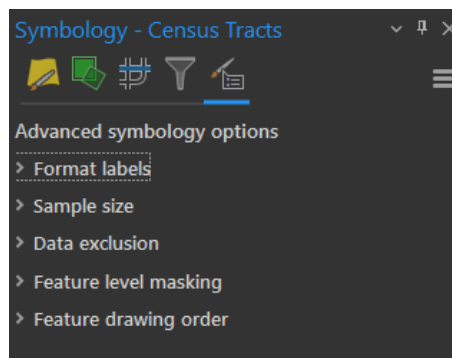 Symbology - Census Tracts
Advanced symbology options
Format labels
Sample size
Data exclusion
Feature level masking
Feature drawing order